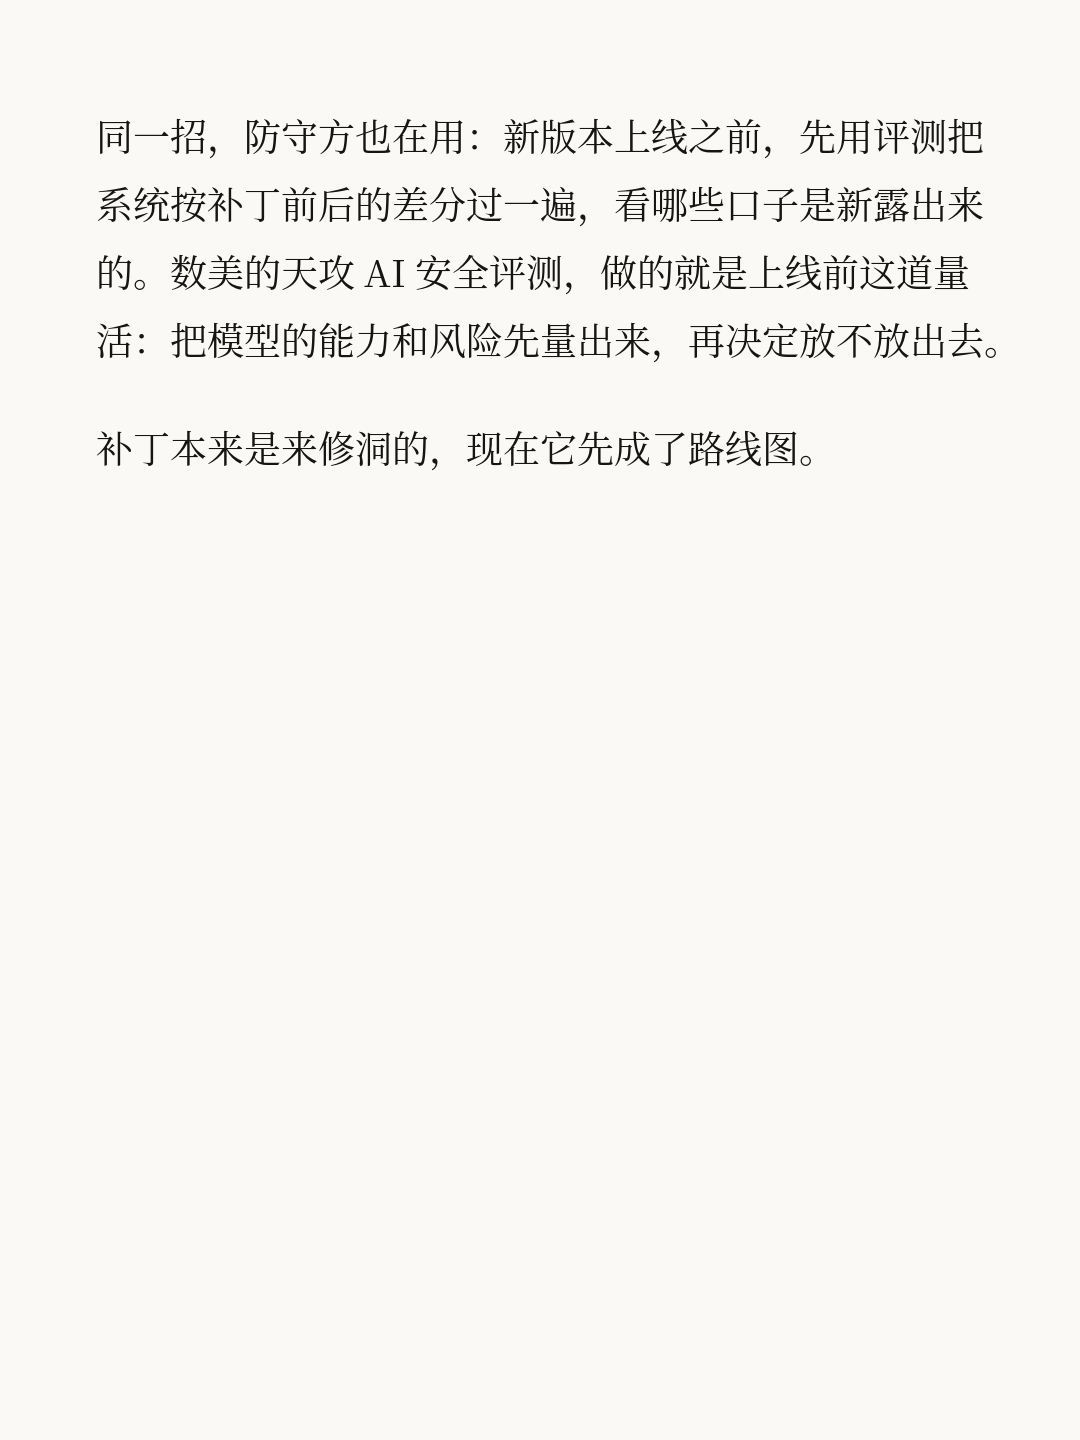 同一招，防守方也在用：新版本上线之前，先用评测把
系统按补丁前后的差分过一遍，看哪些口子是新露出来
的。数美的天攻 AI 安全评测，做的就是上线前这道量
活：把模型的能力和风险先量出来，再决定放不放出去。
补丁本来是来修洞的，现在它先成了路线图。